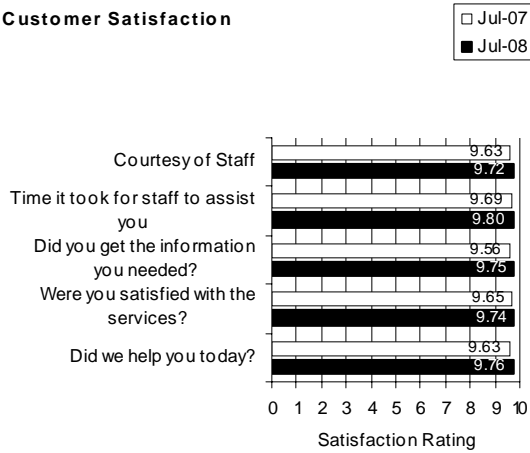 Customer Satisfaction
Jul-07
Jul-08
Courtesy of Staff
9.63
9.72
Time it took for staff to assist
you
9.69
9.80
Did you get the information
you needed?
9.56
9.75
Were you satisfied with the
services?
9.65
9.74
Did we help you today?
9.63
9.76
0 1 2 3 4 5 6 7 8 9 10
Satisfaction Rating